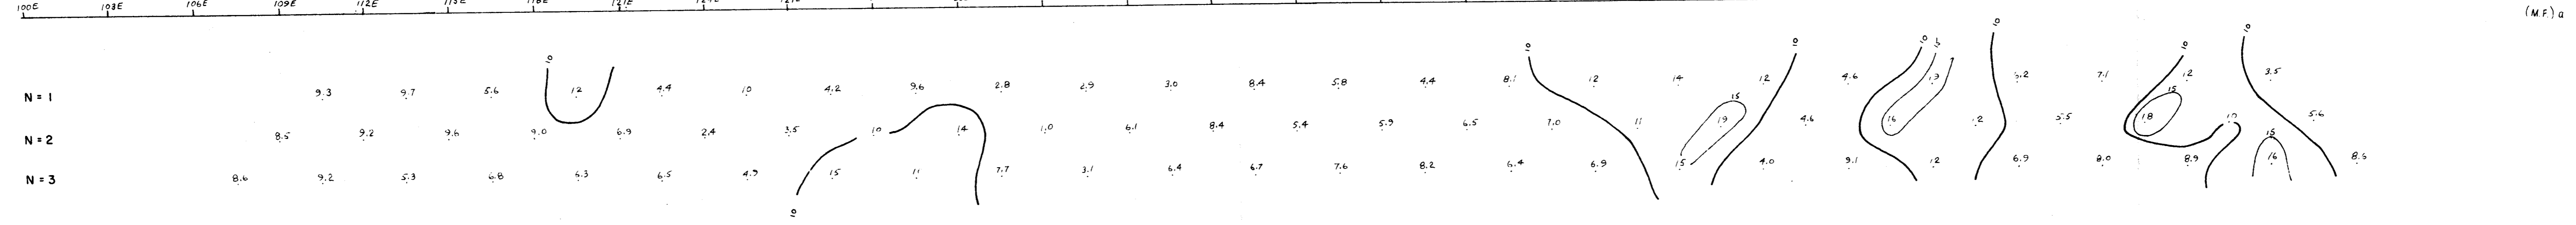 100E 103E 106E 109E 112E 115E 118E 121E (M.F.) a
10 10 10 10 10 10 10
N = 1 9.3 9.7 5.6 12 4.4 10 4.2 9.6 2.8 2.9 3.0 8.4 5.8 4.4 8.1 12 14 12 4.6 13 7.1 12 3.5
15 15
N = 2 8.5 9.2 9.6 9.0 6.9 2.4 3.5 10 14 1.0 6.1 8.4 5.4 5.9 6.5 7.0 11 19 4.6 16 5.5 18 10 5.6
15
N = 3 8.6 9.2 5.3 6.8 6.3 6.5 4.9 15 11 7.7 3.1 6.4 6.7 7.6 8.2 6.4 6.9 15 4.0 9.1 12 6.9 8.0 8.9 16 8.5
10